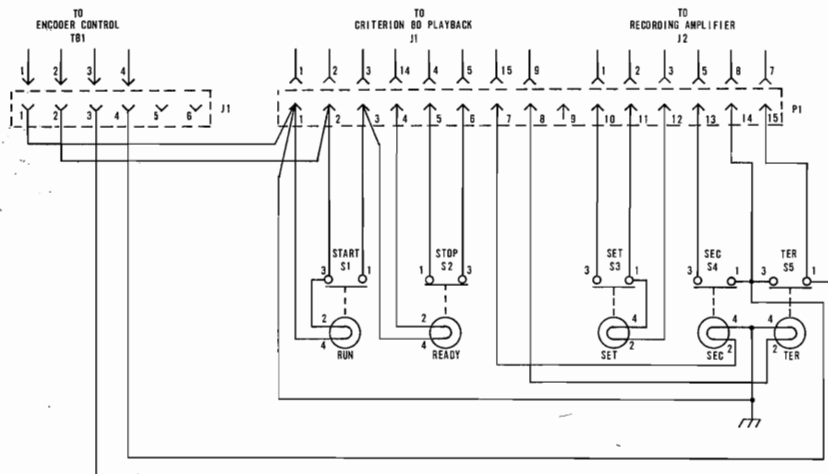 TO
ENCODER CONTROL
TB1
TO
CRITERION 80 PLAYBACK
J1
TO
RECORDING AMPLIFIER
J2
1 2 3 4
1 2 3 14 4 5 15 9
1 2 3 5 8 7
J1
P1
1 2 3 4 5 6
1 2 3 4 5 6 7 8 9 10 11 12 13 14 15
START
S1
STOP
S2
SET
S3
SEC
S4
TER
S5
3 1 1 3 3 1 3 1 3 1
2 2 4 4 4
4 4 2 2 2
RUN READY SET SEC TER